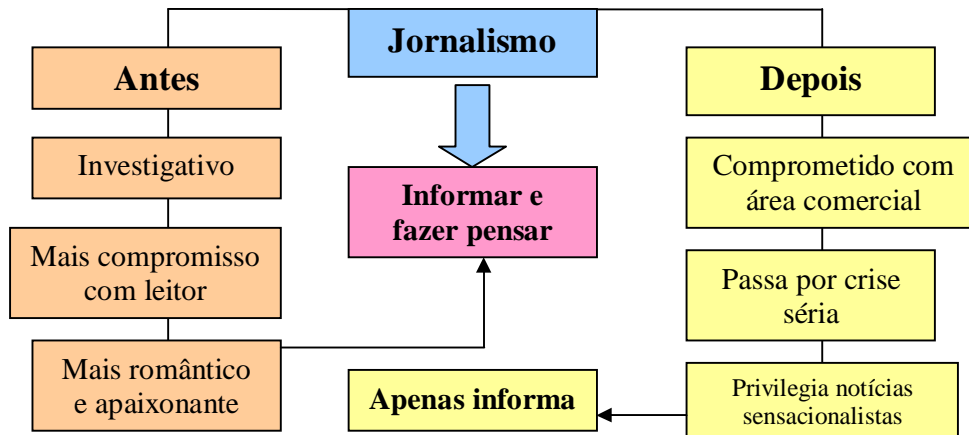 Jornalismo
Antes
Investigativo
Mais compromisso
com leitor
Mais romântico
e apaixonante
Informar e
fazer pensar
Depois
Comprometido com
área comercial
Passa por crise
séria
Privilegia notícias
sensacionalistas
Apenas informa